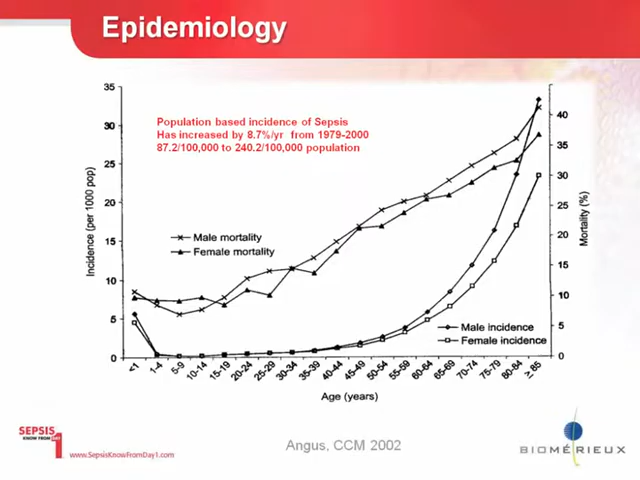 Epidemiology
Population based incidence of Sepsis
Has increased by 8.7%/yr from 1979-2000
87.2/100,000 to 240.2/100,000 population
35
30
25
20
15
10
5
0
Incidence (per 1000 pop)
40
35
30
25
20
15
10
5
0
Mortality (%)
Male mortality
Female mortality
Male incidence
Female incidence
<1 1-4 5-9 10-14 15-19 20-24 25-29 30-34 35-39 40-44 45-49 50-54 55-59 60-64 65-69 70-74 75-79 80-84 ≥ 85
Age (years)
SEPSIS
KNOW FROM DAY 1
www.SepsisKnowFromDay1.com
Angus, CCM 2002
BIOMÉRIEUX